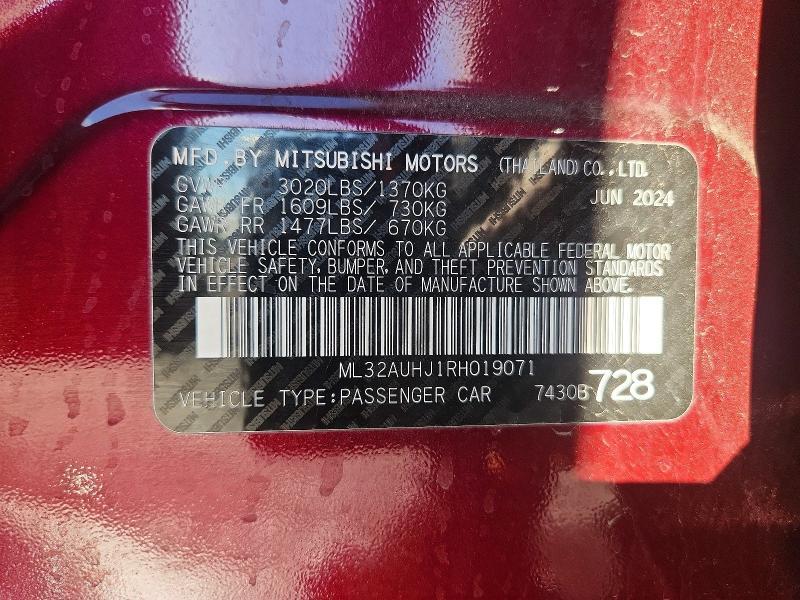 MFD.BY MITSUBISHI MOTORS (THAILAND) CO.,LTD.
GVWR 3020LBS/1370KG JUN 2024
GAWR FR 1609LBS/ 730KG
GAWR RR 1477LBS/ 670KG
THIS VEHICLE CONFORMS TO ALL APPLICABLE FEDERAL MOTOR
VEHICLE SAFETY, BUMPER, AND THEFT PREVENTION STANDARDS
IN EFFECT ON THE DATE OF MANUFACTURE SHOWN ABOVE.
ML32AUHJ1RH019071
VEHICLE TYPE:PASSENGER CAR 7430B 728